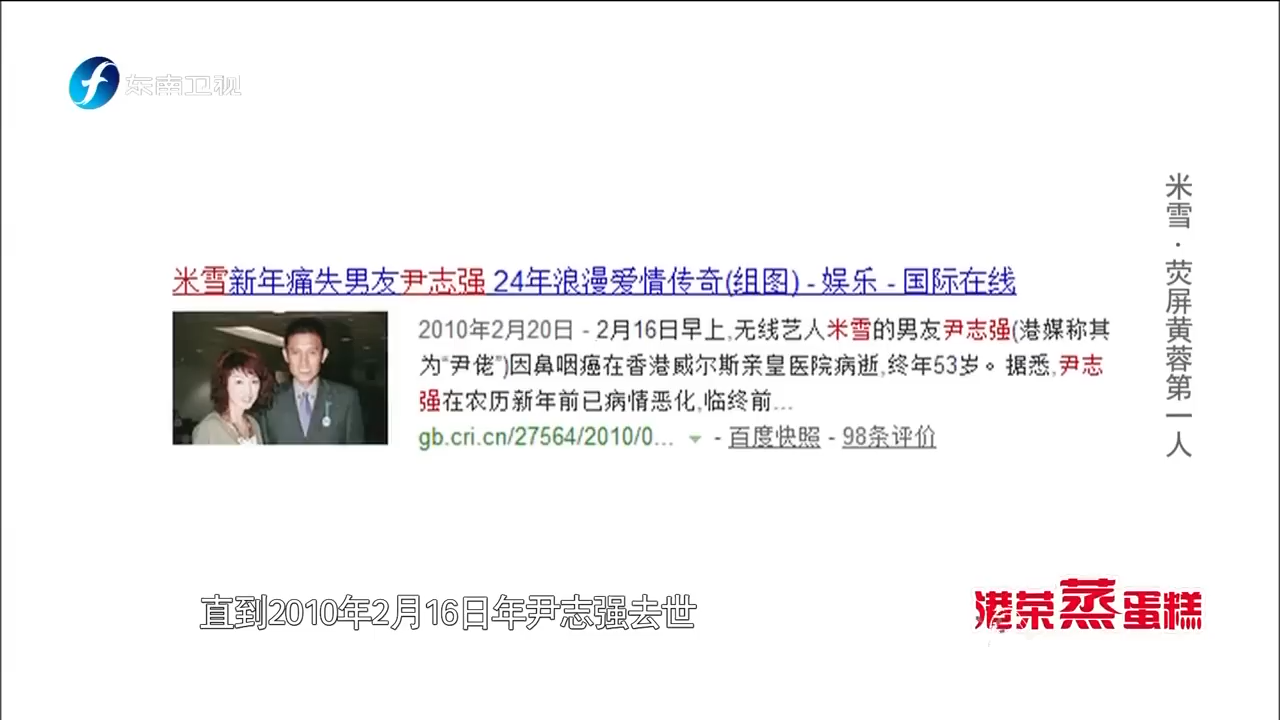 东南卫视
米雪·荧屏黄蓉第一人
米雪新年痛失男友尹志强 24年浪漫爱情传奇(组图) - 娱乐 - 国际在线
2010年2月20日 - 2月16日早上,无线艺人米雪的男友尹志强(港媒称其
为“尹佬”)因鼻咽癌在香港威尔斯亲皇医院病逝,终年53岁。据悉,尹志
强在农历新年前已病情恶化,临终前...
gb.cri.cn/27564/2010/0... - 百度快照 - 98条评价
直到2010年2月16日年尹志强去世
港荣蒸蛋糕